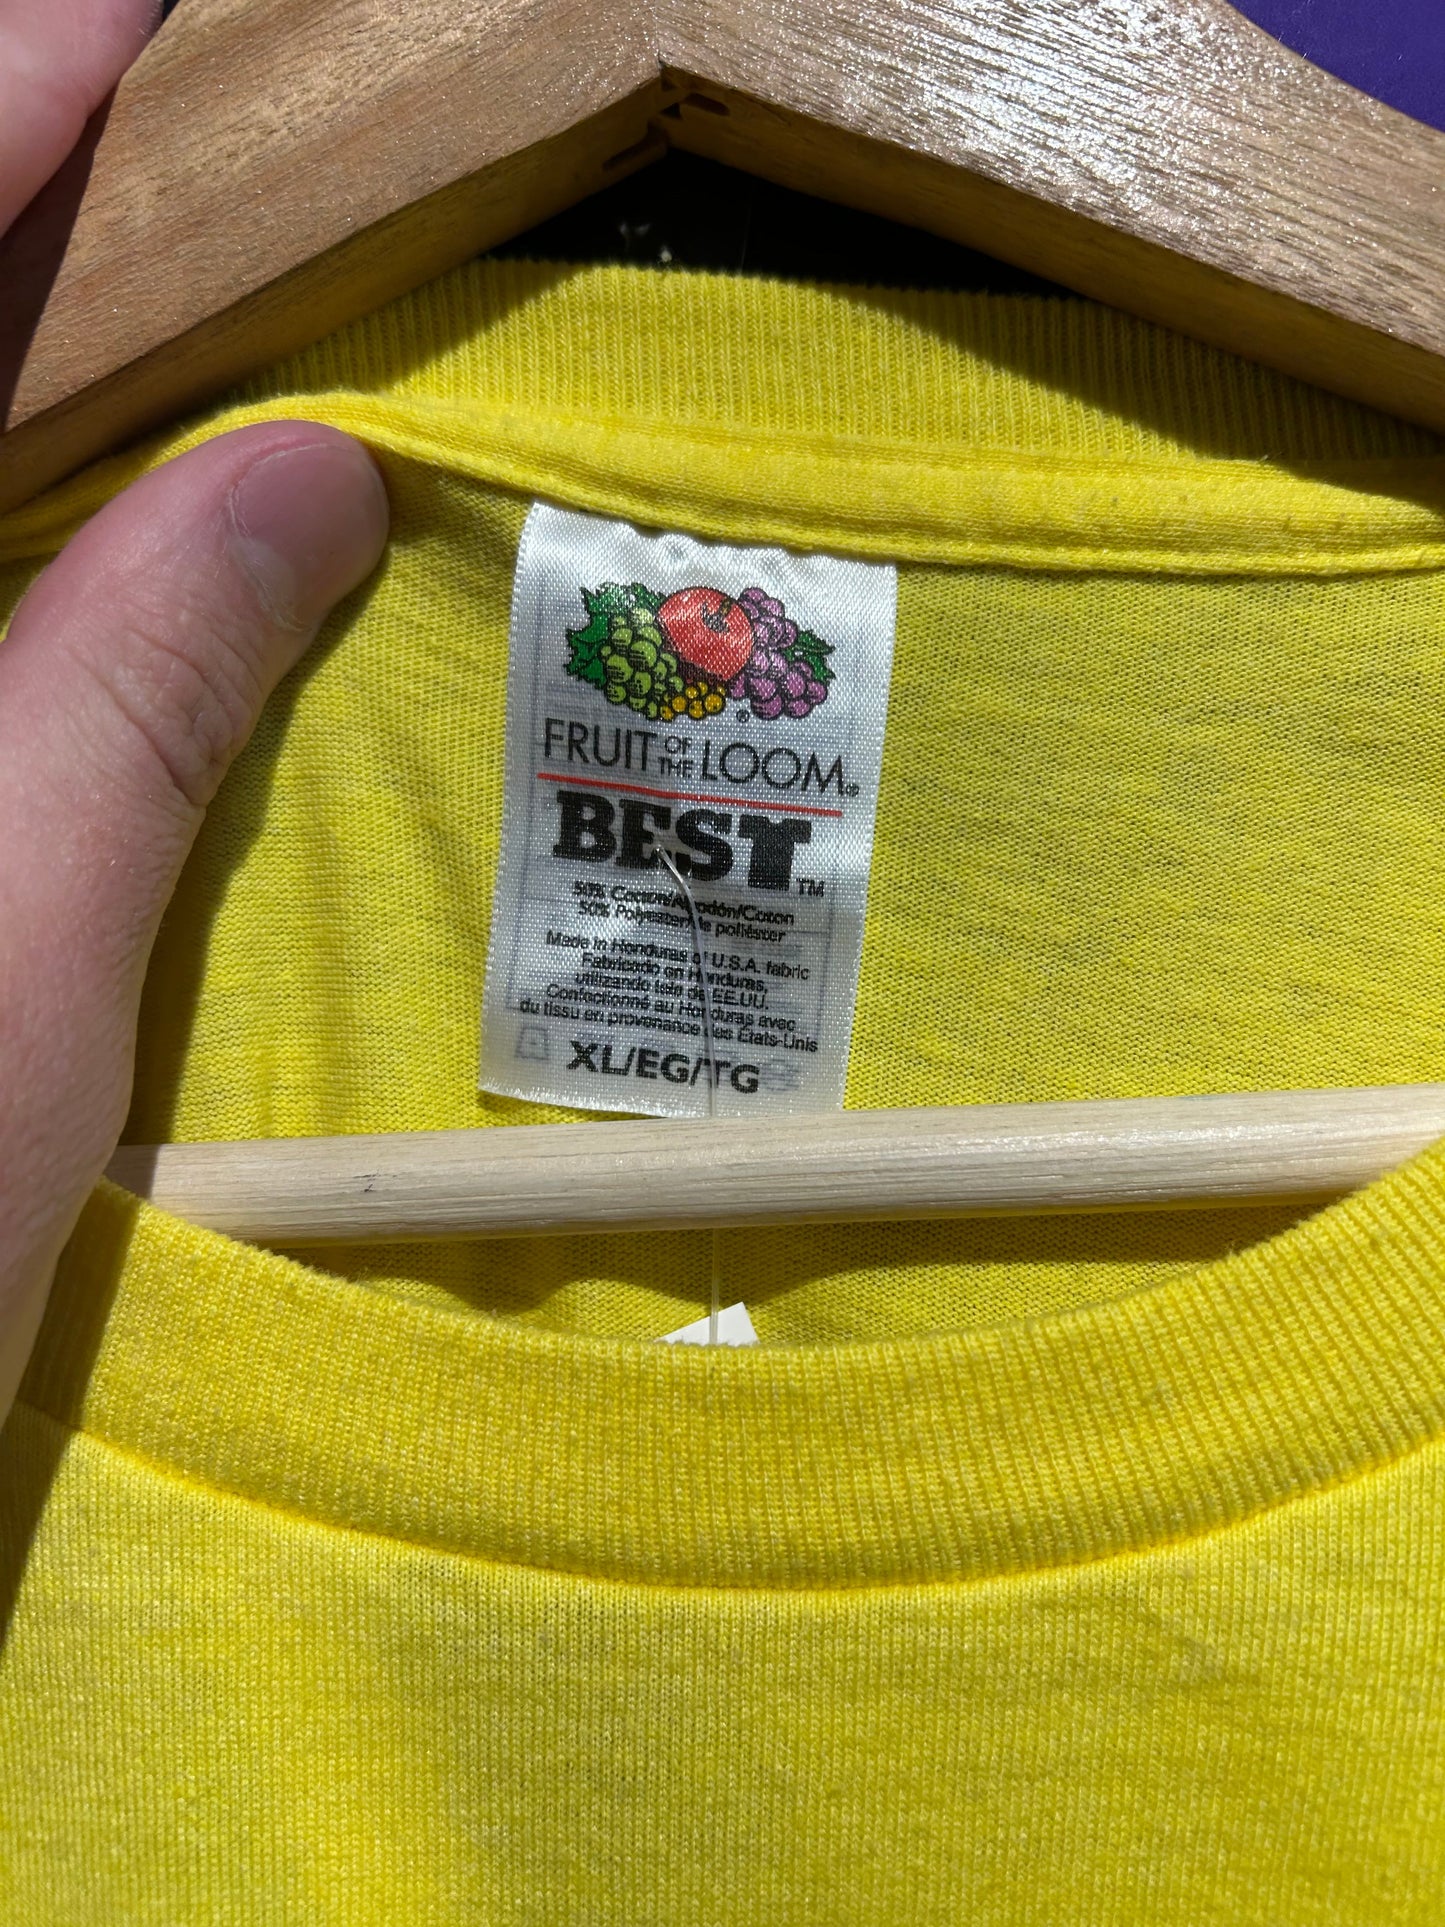 FRUIT OF THE LOOM®
BEST™
50% Cotton/Algodón/Coton
50% Polyester/de poliéster
Made in Honduras of U.S.A. fabric
Fabricado en Honduras,
utilizando tela de EE.UU.
Confectionné au Honduras avec
du tissu en provenance des États-Unis
XL/EG/TG